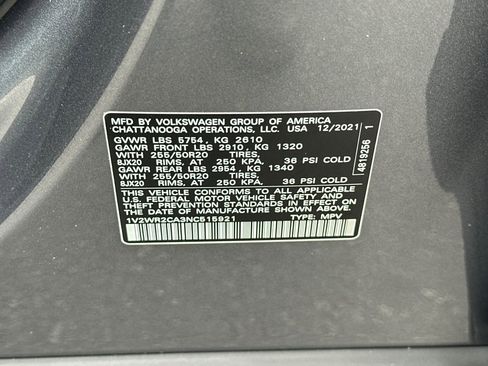 MFD BY VOLKSWAGEN GROUP OF AMERICA
CHATTANOOGA OPERATIONS, LLC. USA 12/2021
GVWR LBS 5754, KG 2610
GAWR FRONT LBS 2910, KG 1320
WITH 255/50R20 TIRES,
8JX20 RIMS, AT 250 KPA, 36 PSI COLD
GAWR REAR LBS 2954, KG 1340
WITH 255/50R20 TIRES,
8JX20 RIMS, AT 250 KPA, 36 PSI COLD
THIS VEHICLE CONFORMS TO ALL APPLICABLE
U.S. FEDERAL MOTOR VEHICLE SAFETY AND
THEFT PREVENTION STANDARDS IN EFFECT ON
THE DATE OF MANUFACTURE SHOWN ABOVE.
1V2WR2CA3NC515921 TYPE: MPV
4819256 1